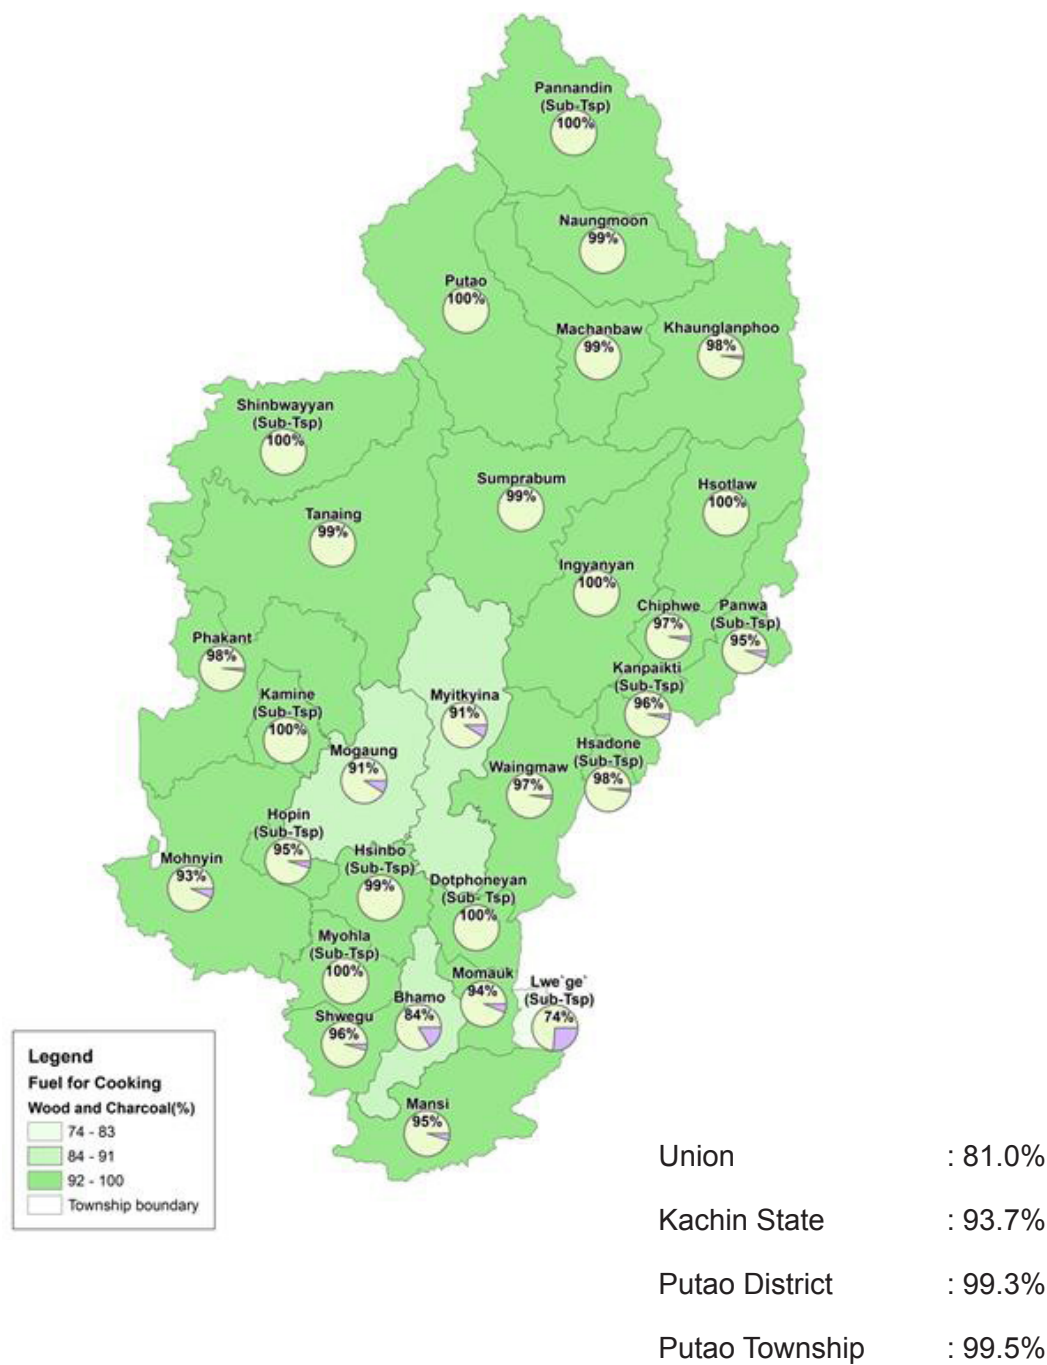 Pannandin
(Sub-Tsp)
100%
Naungmoon
99%
Putao
100%
Machanbaw
99%
Khaunglanphoo
98%
Shinbwayyan
(Sub-Tsp)
100%
Sumprabum
99%
Hsotlaw
100%
Tanaing
99%
Ingyanyan
100%
Chiphwe
97%
Panwa
(Sub-Tsp)
95%
Phakant
98%
Kanpaikti
(Sub-Tsp)
96%
Kamine
(Sub-Tsp)
100%
Myitkyina
91%
Mogaung
91%
Waingmaw
97%
Hsadone
(Sub-Tsp)
98%
Hopin
(Sub-Tsp)
95%
Mohnyin
93%
Hsinbo
(Sub-Tsp)
99%
Dotphoneyan
(Sub- Tsp)
100%
Myohla
(Sub-Tsp)
100%
Momauk
94%
Lwe`ge`
(Sub-Tsp)
74%
Bhamo
84%
Shwegu
96%
Mansi
95%
Legend
Fuel for Cooking
Wood and Charcoal(%)
74 - 83
84 - 91
92 - 100
Township boundary
Union : 81.0%
Kachin State : 93.7%
Putao District : 99.3%
Putao Township : 99.5%